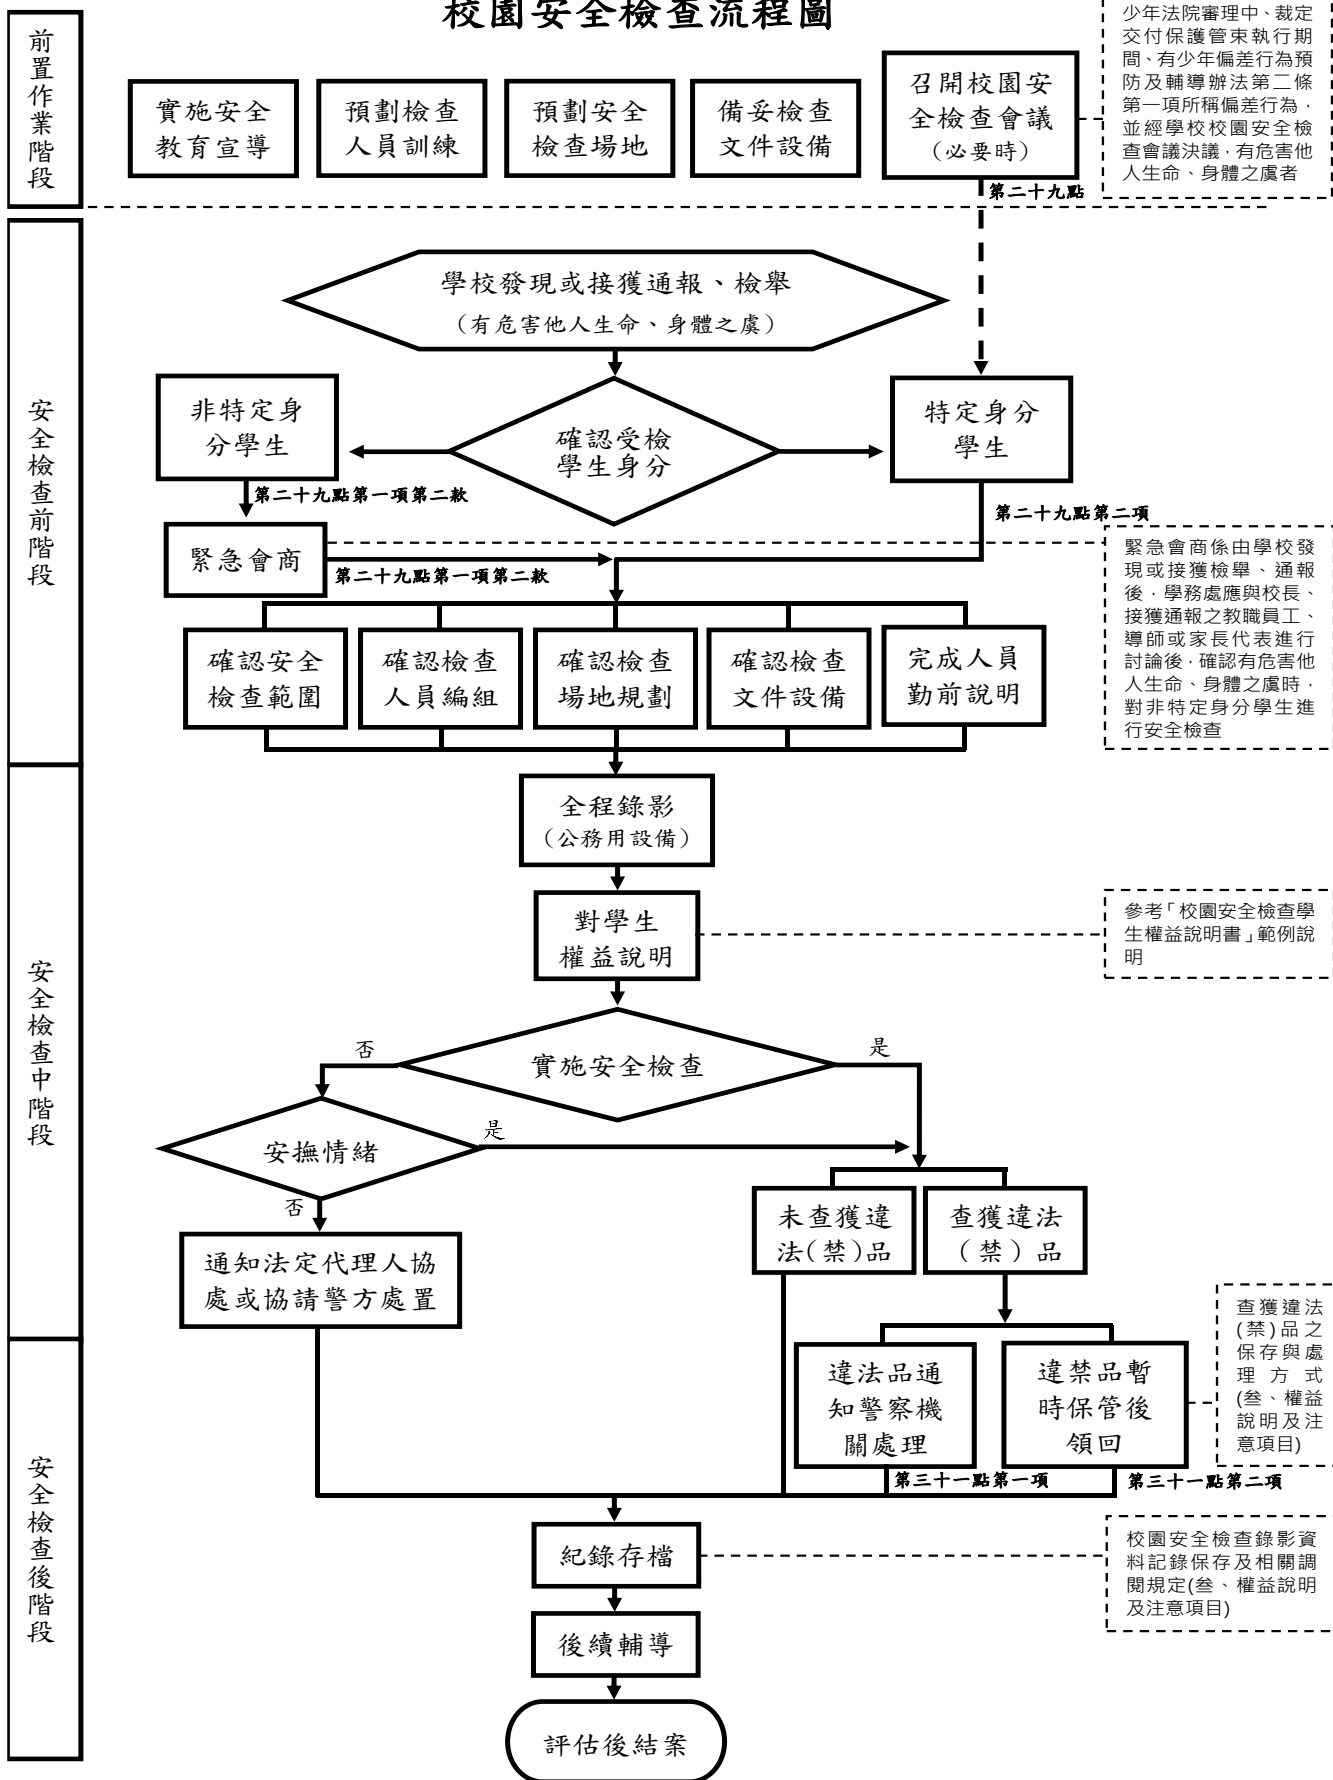 校園安全檢查流程圖
前置作業階段
實施安全
教育宣導
預劃檢查
人員訓練
預劃安全
檢查場地
備妥檢查
文件設備
召開校園安
全檢查會議
（必要時）
少年法院審理中、裁定
交付保護管束執行期
間、有少年偏差行為預
防及輔導辦法第二條
第一項所稱偏差行為，
並經學校校園安全檢
查會議決議，有危害他
人生命、身體之虞者
第二十九點
安全檢查前階段
學校發現或接獲通報、檢舉
（有危害他人生命、身體之虞）
非特定身
分學生
確認受檢
學生身分
特定身分
學生
第二十九點第一項第二款
第二十九點第二項
緊急會商
第二十九點第一項第二款
緊急會商係由學校發
現或接獲檢舉、通報
後，學務處應與校長、
接獲通報之教職員工、
導師或家長代表進行
討論後，確認有危害他
人生命、身體之虞時，
對非特定身分學生進
行安全檢查
確認安全
檢查範圍
確認檢查
人員編組
確認檢查
場地規劃
確認檢查
文件設備
完成人員
勤前說明
安全檢查中階段
全程錄影
（公務用設備）
對學生
權益說明
參考「校園安全檢查學
生權益說明書」範例說
明
實施安全檢查
否
是
安撫情緒
是
否
通知法定代理人協
處或協請警方處置
未查獲違
法(禁)品
查獲違法
（禁）品
安全檢查後階段
違法品通
知警察機
關處理
違禁品暫
時保管後
領回
查獲違法
(禁)品之
保存與處
理方式
(叁、權益
說明及注
意項目)
第三十一點第一項
第三十一點第二項
紀錄存檔
校園安全檢查錄影資
料記錄保存及相關調
閱規定(叁、權益說明
及注意項目)
後續輔導
評估後結案